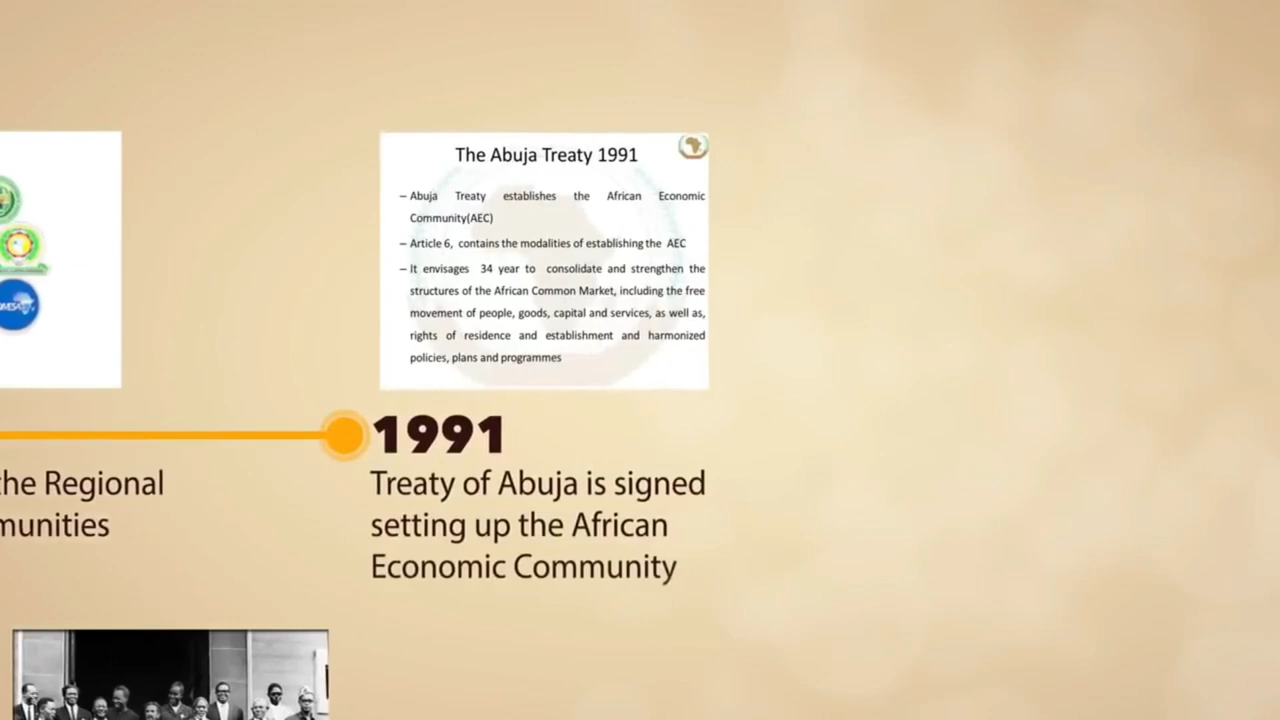 The Abuja Treaty 1991
– Abuja Treaty establishes the African Economic
Community(AEC)
– Article 6, contains the modalities of establishing the AEC
– It envisages 34 year to consolidate and strengthen the
structures of the African Common Market, including the free
movement of people, goods, capital and services, as well as,
rights of residence and establishment and harmonized
policies, plans and programmes
1991
the Regional
munities
Treaty of Abuja is signed
setting up the African
Economic Community